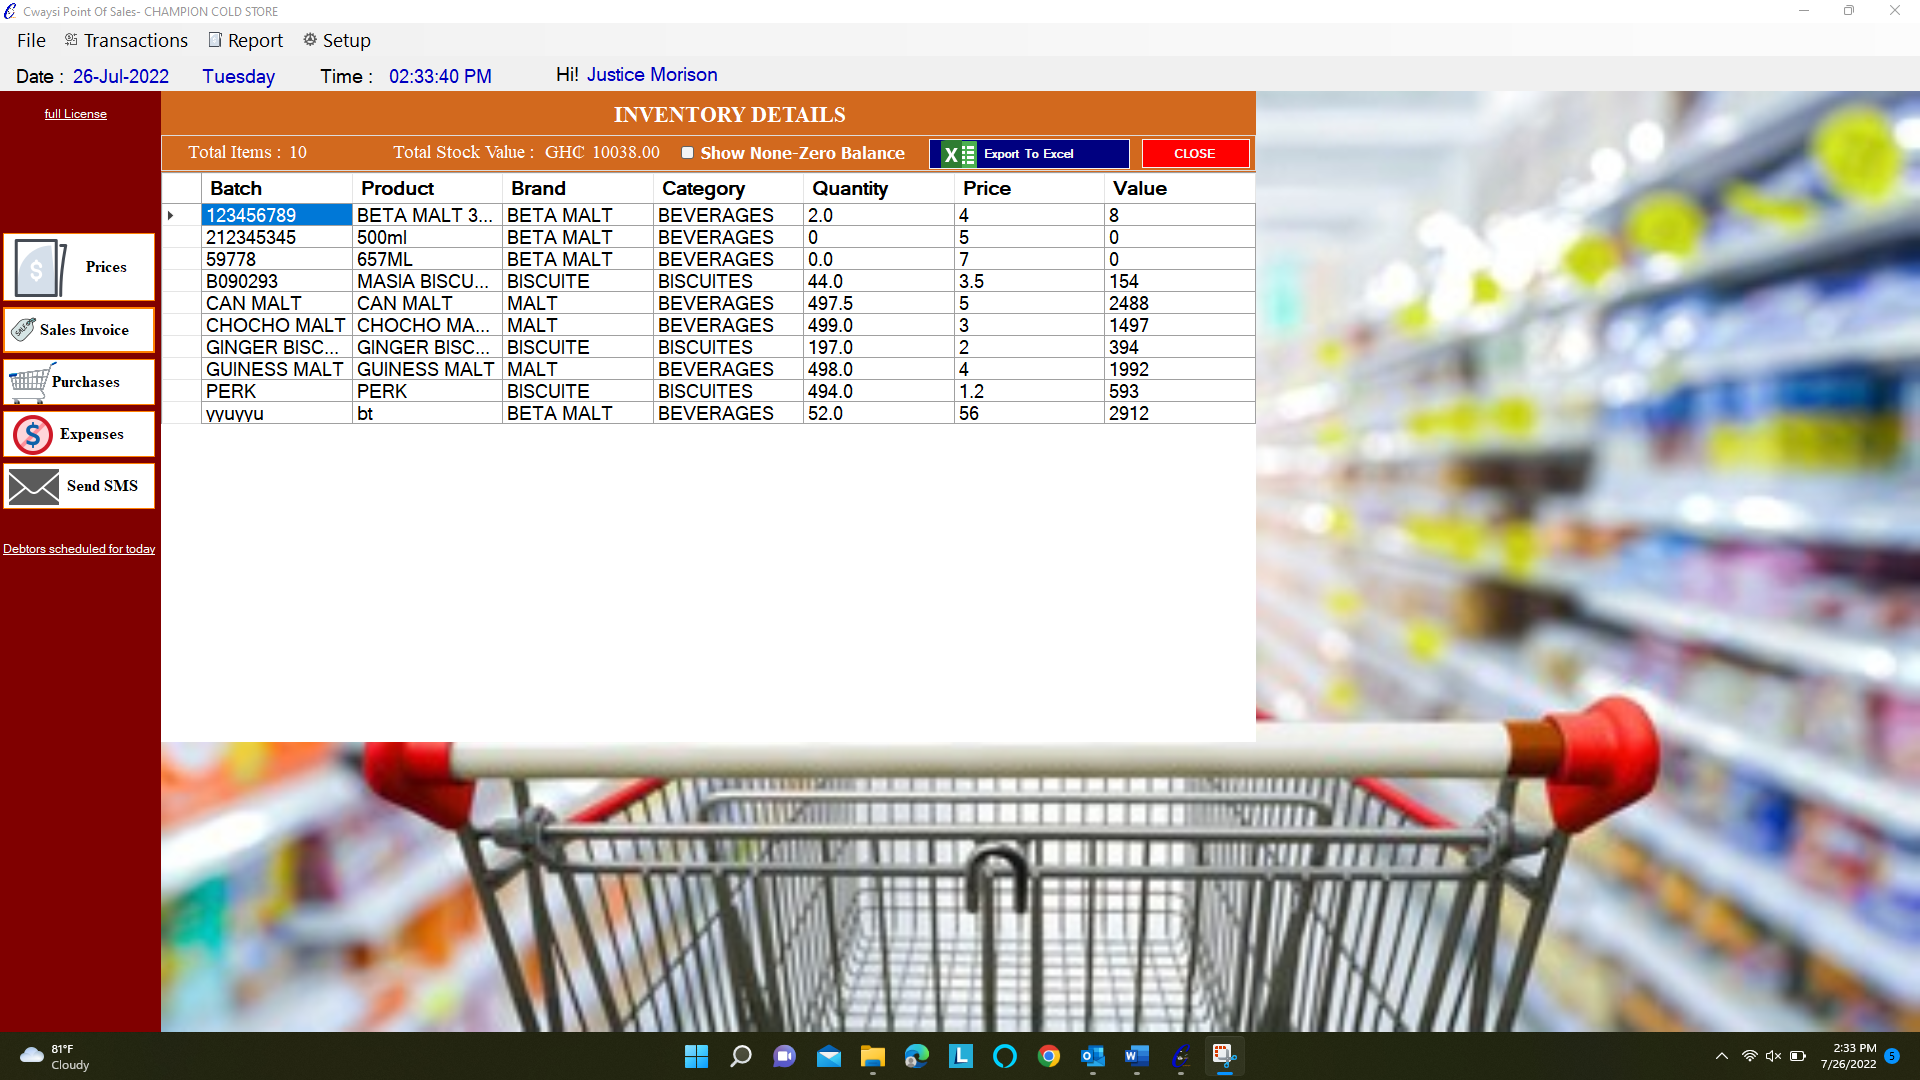 Cwaysi Point Of Sales- CHAMPION COLD STORE
File Transactions Report Setup
Date : 26-Jul-2022 Tuesday Time : 02:33:40 PM Hi! Justice Morison
full License
INVENTORY DETAILS
Total Items : 10 Total Stock Value : GH₵ 10038.00 Show None-Zero Balance Export To Excel CLOSE
Batch Product Brand Category Quantity Price Value
123456789 BETA MALT 3... BETA MALT BEVERAGES 2.0 4 8
212345345 500ml BETA MALT BEVERAGES 0 5 0
59778 657ML BETA MALT BEVERAGES 0.0 7 0
B090293 MASIA BISCU... BISCUITE BISCUITES 44.0 3.5 154
CAN MALT CAN MALT MALT BEVERAGES 497.5 5 2488
CHOCHO MALT CHOCHO MA... MALT BEVERAGES 499.0 3 1497
GINGER BISC... GINGER BISC... BISCUITE BISCUITES 197.0 2 394
GUINESS MALT GUINESS MALT MALT BEVERAGES 498.0 4 1992
PERK PERK BISCUITE BISCUITES 494.0 1.2 593
yyuyyu bt BETA MALT BEVERAGES 52.0 56 2912
Prices
Sales Invoice
Purchases
Expenses
Send SMS
Debtors scheduled for today
81°F
Cloudy
2:33 PM
7/26/2022
5